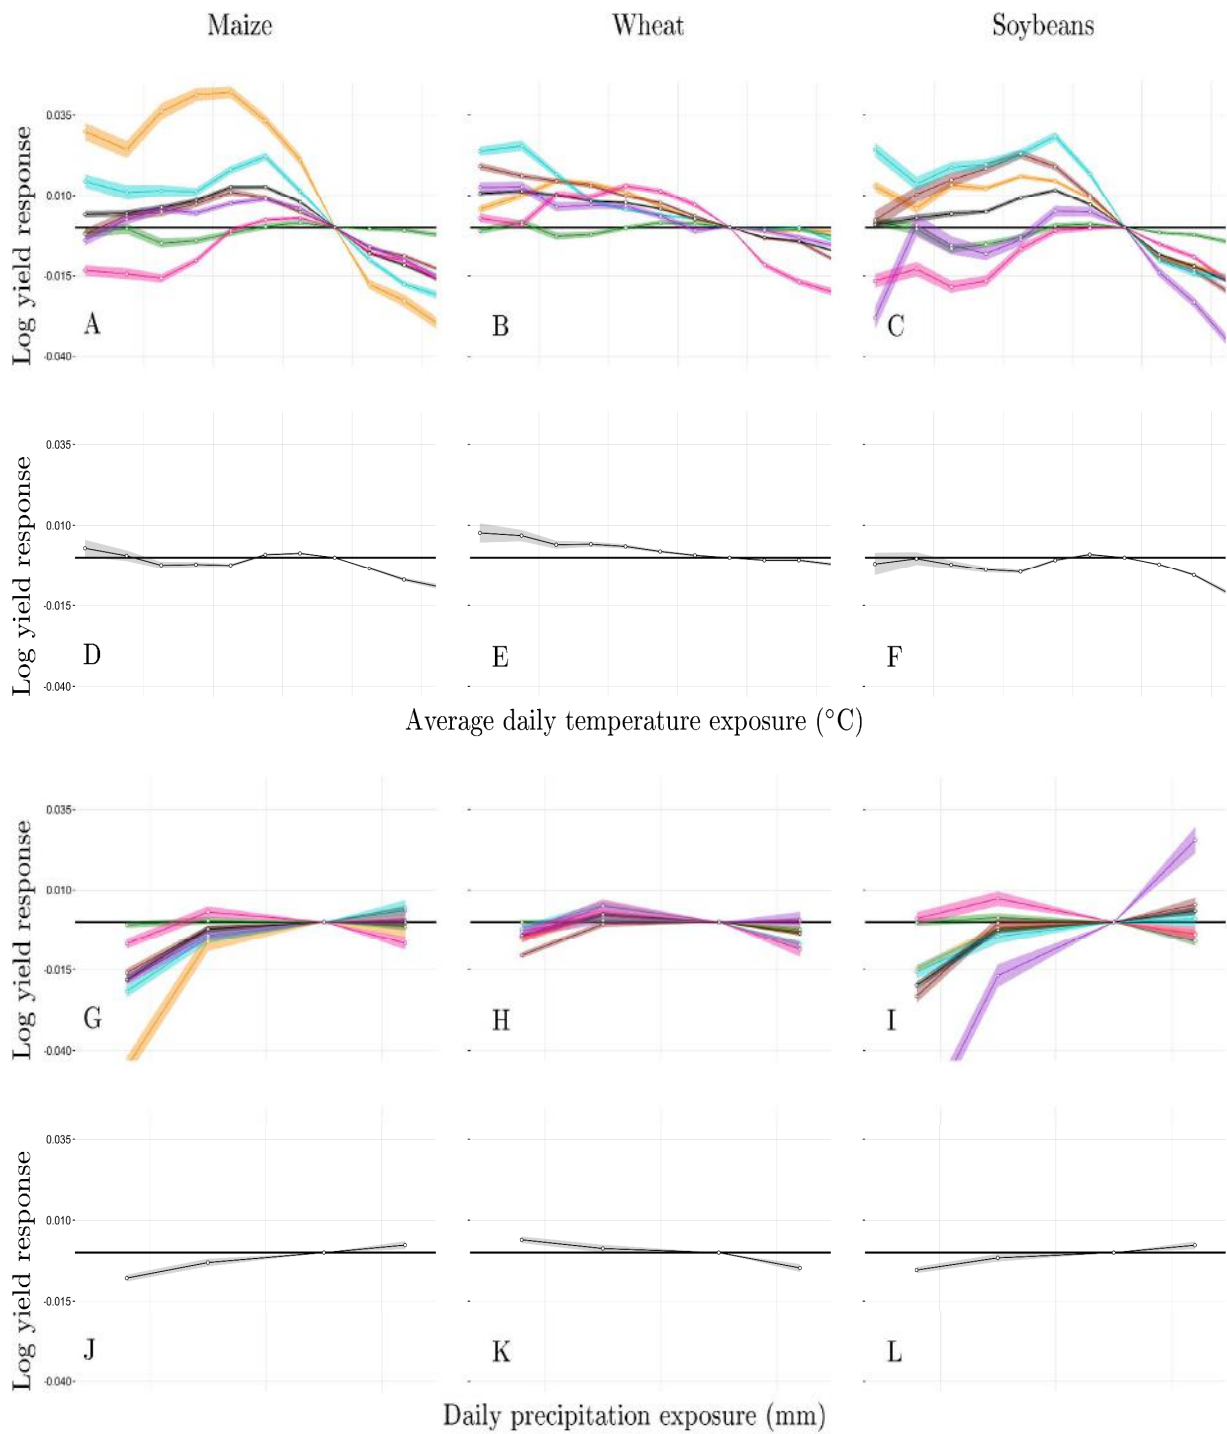 Maize Wheat Soybeans
Log yield response
0.035
0.010
-0.015
-0.040
A B C
Log yield response
0.035
0.010
-0.015
-0.040
D E F
Average daily temperature exposure (°C)
Log yield response
0.035
0.010
-0.015
-0.040
G H I
Log yield response
0.035
0.010
-0.015
-0.040
J K L
Daily precipitation exposure (mm)